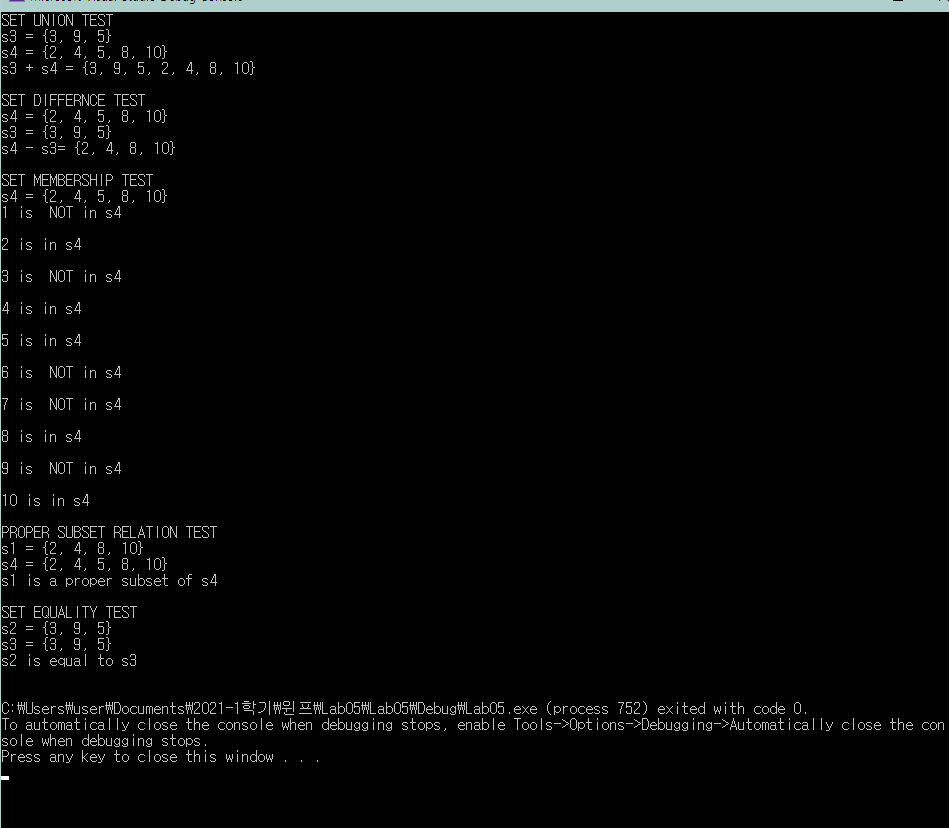 SET UNION TEST
s3 = {3, 9, 5}
s4 = {2, 4, 5, 8, 10}
s3 + s4 = {3, 9, 5, 2, 4, 8, 10}
SET DIFFERNCE TEST
s4 = {2, 4, 5, 8, 10}
s3 = {3, 9, 5}
s4 - s3= {2, 4, 8, 10}
SET MEMBERSHIP TEST
s4 = {2, 4, 5, 8, 10}
1 is  NOT in s4
2 is in s4
3 is  NOT in s4
4 is in s4
5 is in s4
6 is  NOT in s4
7 is  NOT in s4
8 is in s4
9 is  NOT in s4
10 is in s4
PROPER SUBSET RELATION TEST
s1 = {2, 4, 8, 10}
s4 = {2, 4, 5, 8, 10}
s1 is a proper subset of s4
SET EQUALITY TEST
s2 = {3, 9, 5}
s3 = {3, 9, 5}
s2 is equal to s3
C:₩Users₩user₩Documents₩2021-1학기₩윈프₩Lab05₩Lab05₩Debug₩Lab05.exe (process 752) exited with code 0.
To automatically close the console when debugging stops, enable Tools->Options->Debugging->Automatically close the con
sole when debugging stops.
Press any key to close this window . . .